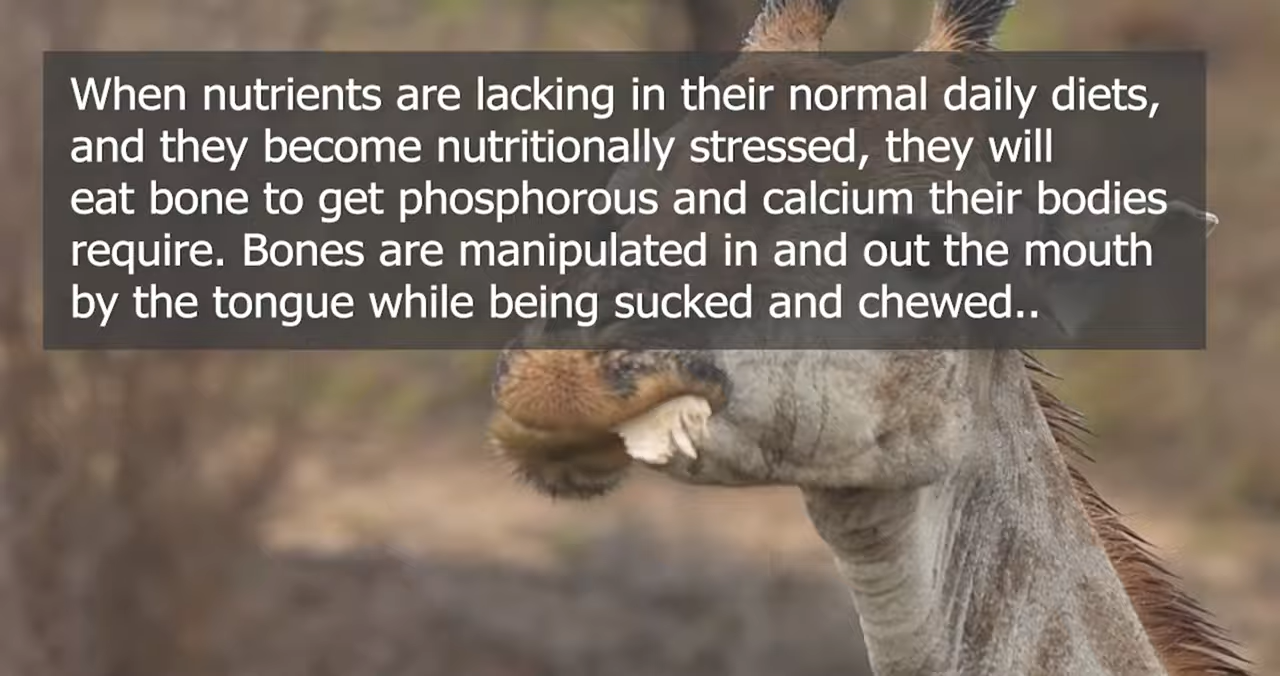 When nutrients are lacking in their normal daily diets,
and they become nutritionally stressed, they will
eat bone to get phosphorous and calcium their bodies
require. Bones are manipulated in and out the mouth
by the tongue while being sucked and chewed..